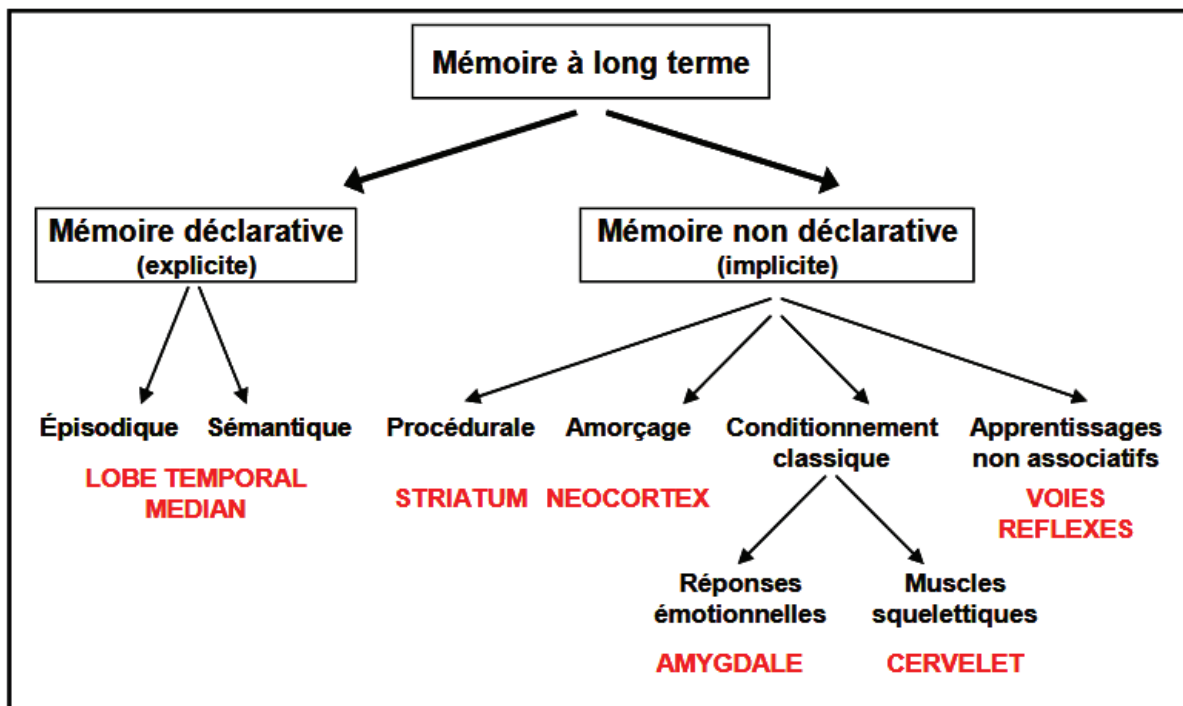 Mémoire à long terme
Mémoire déclarative
(explicite)
Mémoire non déclarative
(implicite)
Épisodique
Sémantique
LOBE TEMPORAL
MEDIAN
Procédurale
STRIATUM
Amorçage
NEOCORTEX
Conditionnement
classique
Apprentissages
non associatifs
VOIES
REFLEXES
Réponses
émotionnelles
AMYGDALE
Muscles
squelettiques
CERVELET